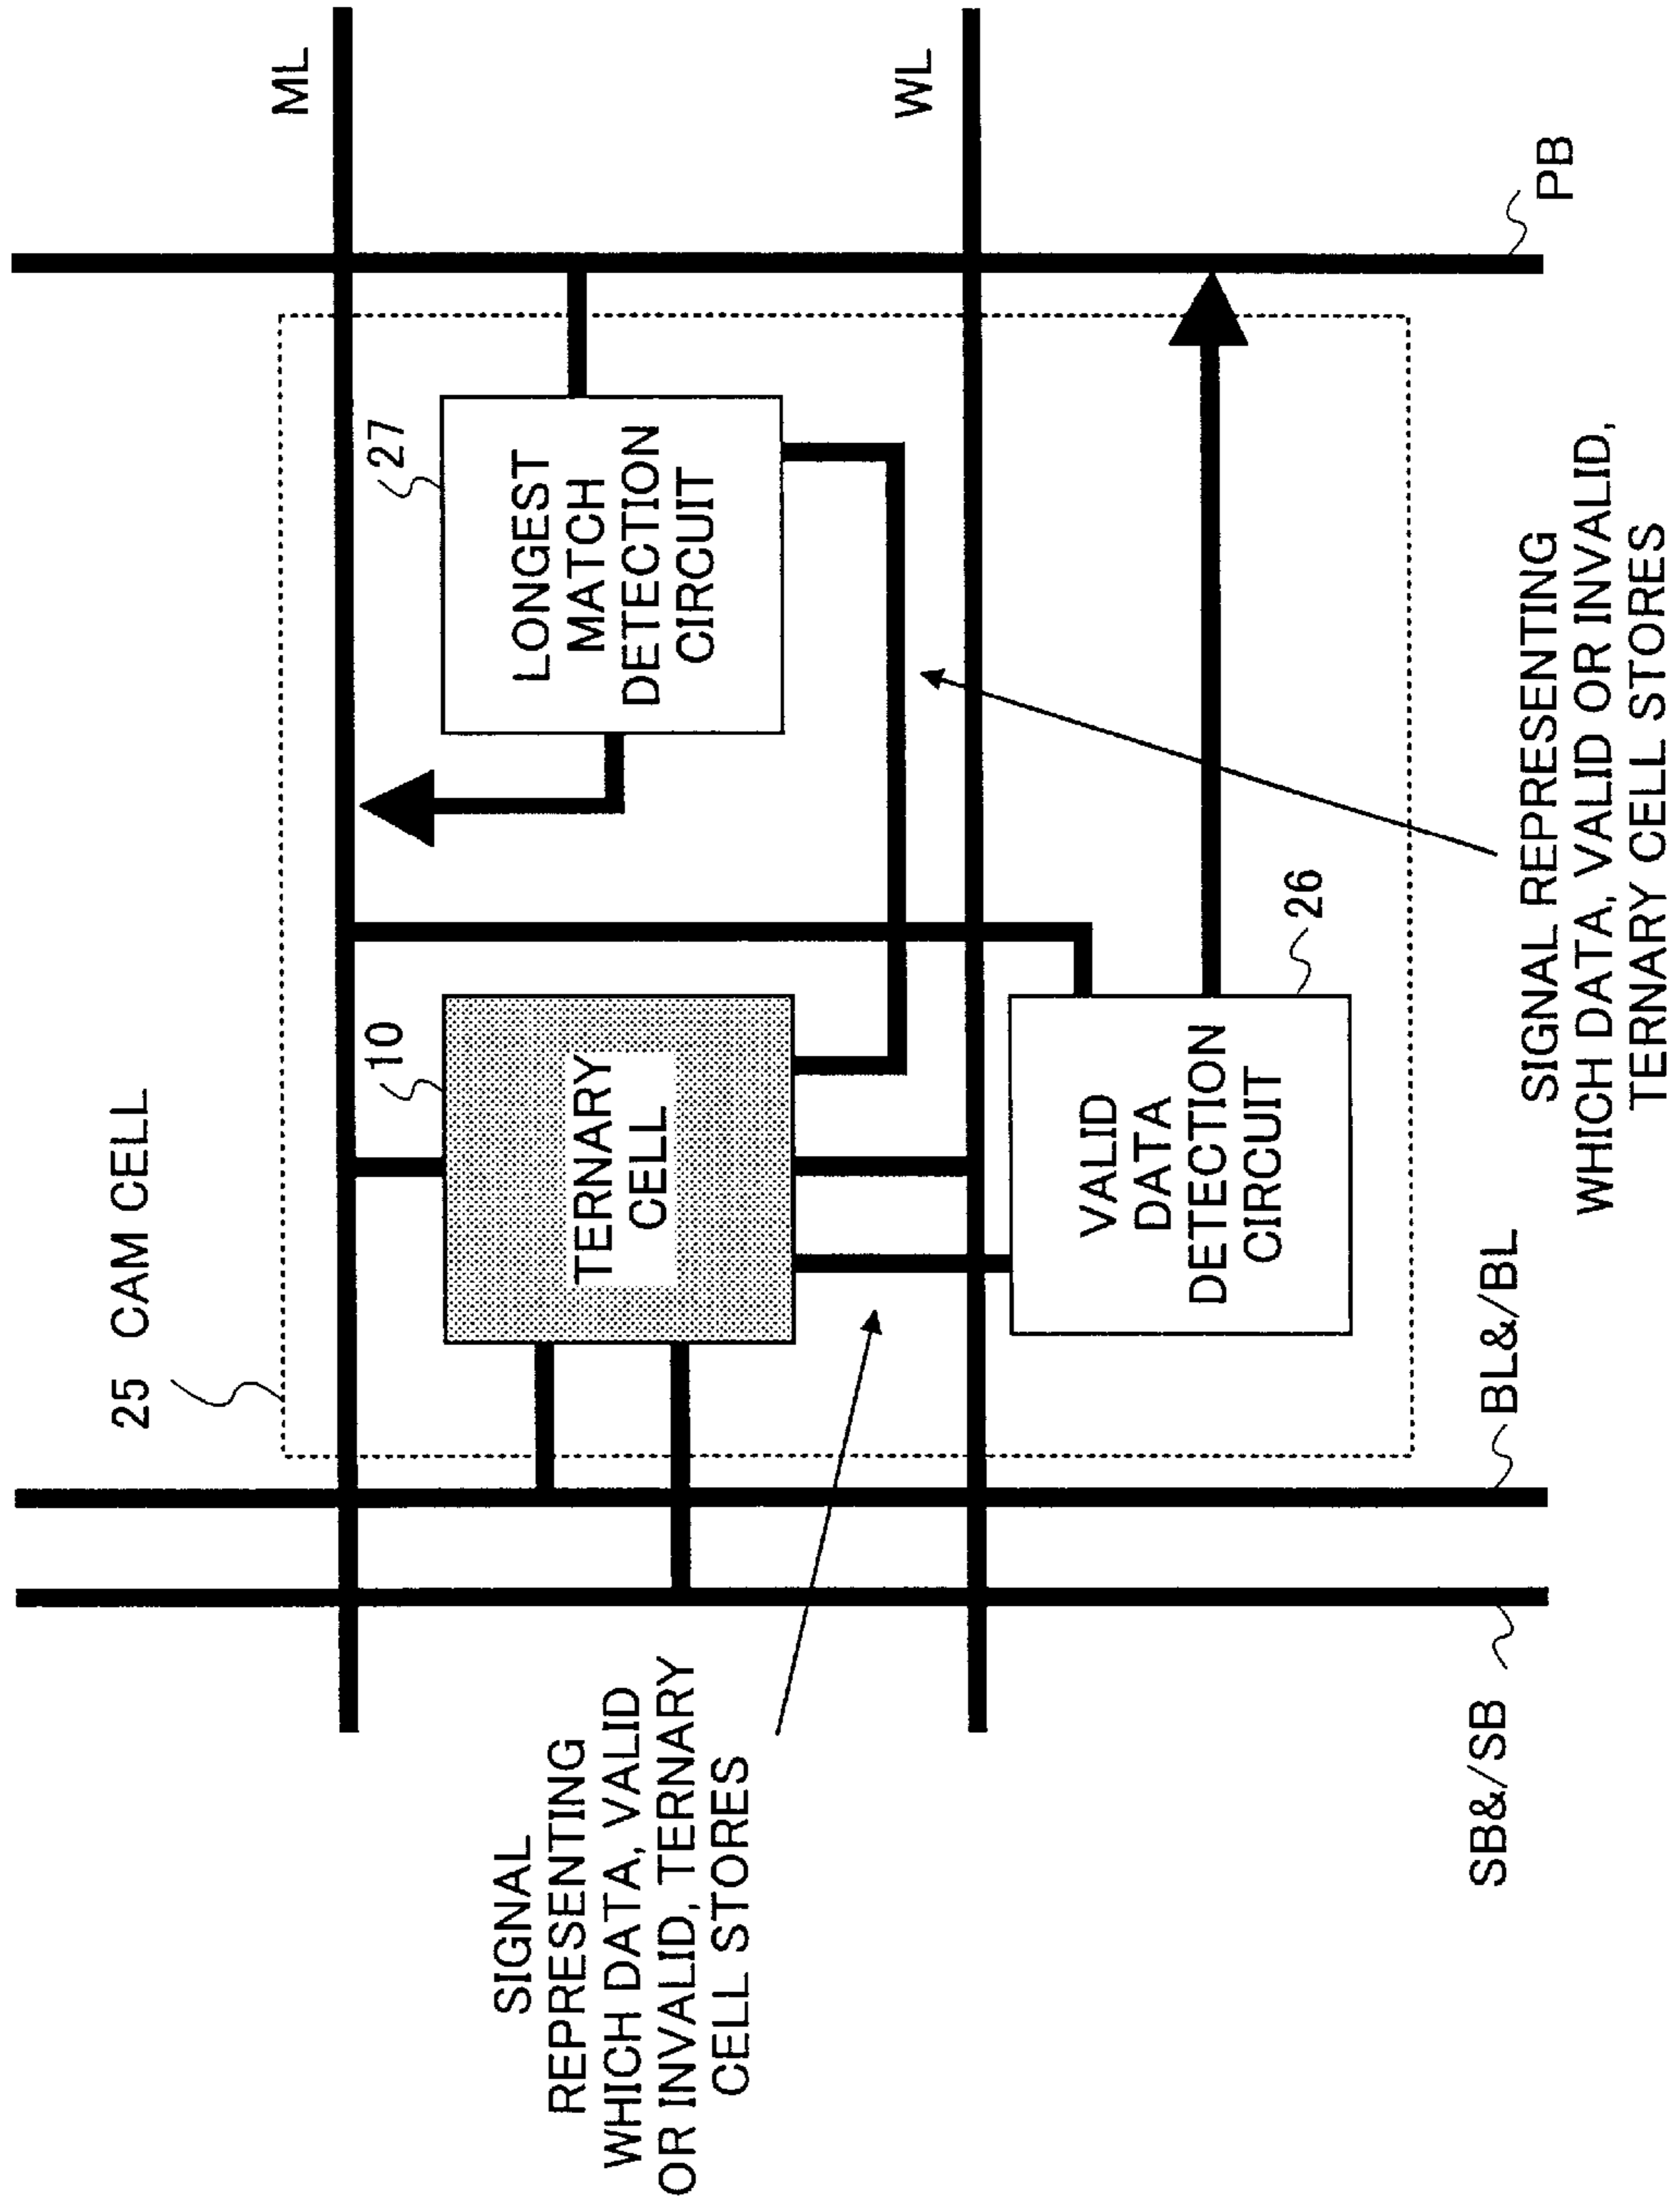 25 CAM CELL
ML
10
27
TERNARY
CELL
LONGEST
MATCH
DETECTION
CIRCUIT
SIGNAL
REPRESENTING
WHICH DATA, VALID
OR INVALID, TERNARY
CELL STORES
WL
VALID
DATA
DETECTION
CIRCUIT
26
SB&/SB
BL&/BL
PB
SIGNAL REPRESENTING
WHICH DATA, VALID OR INVALID,
TERNARY CELL STORES